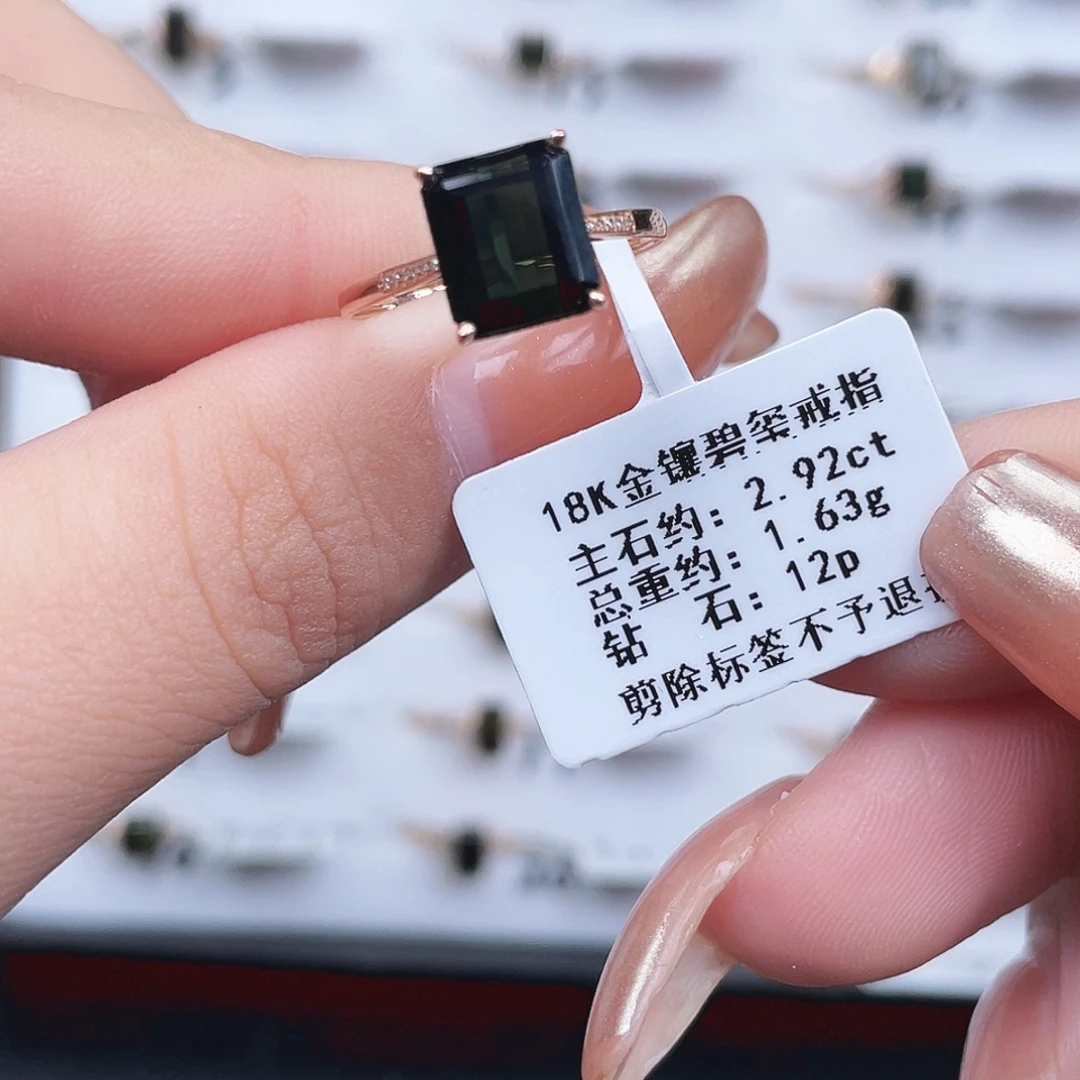 18K金镶碧玺戒指
主石约: 2.92ct
总重约: 1.63g
钻 石: 12p
剪除标签不予退